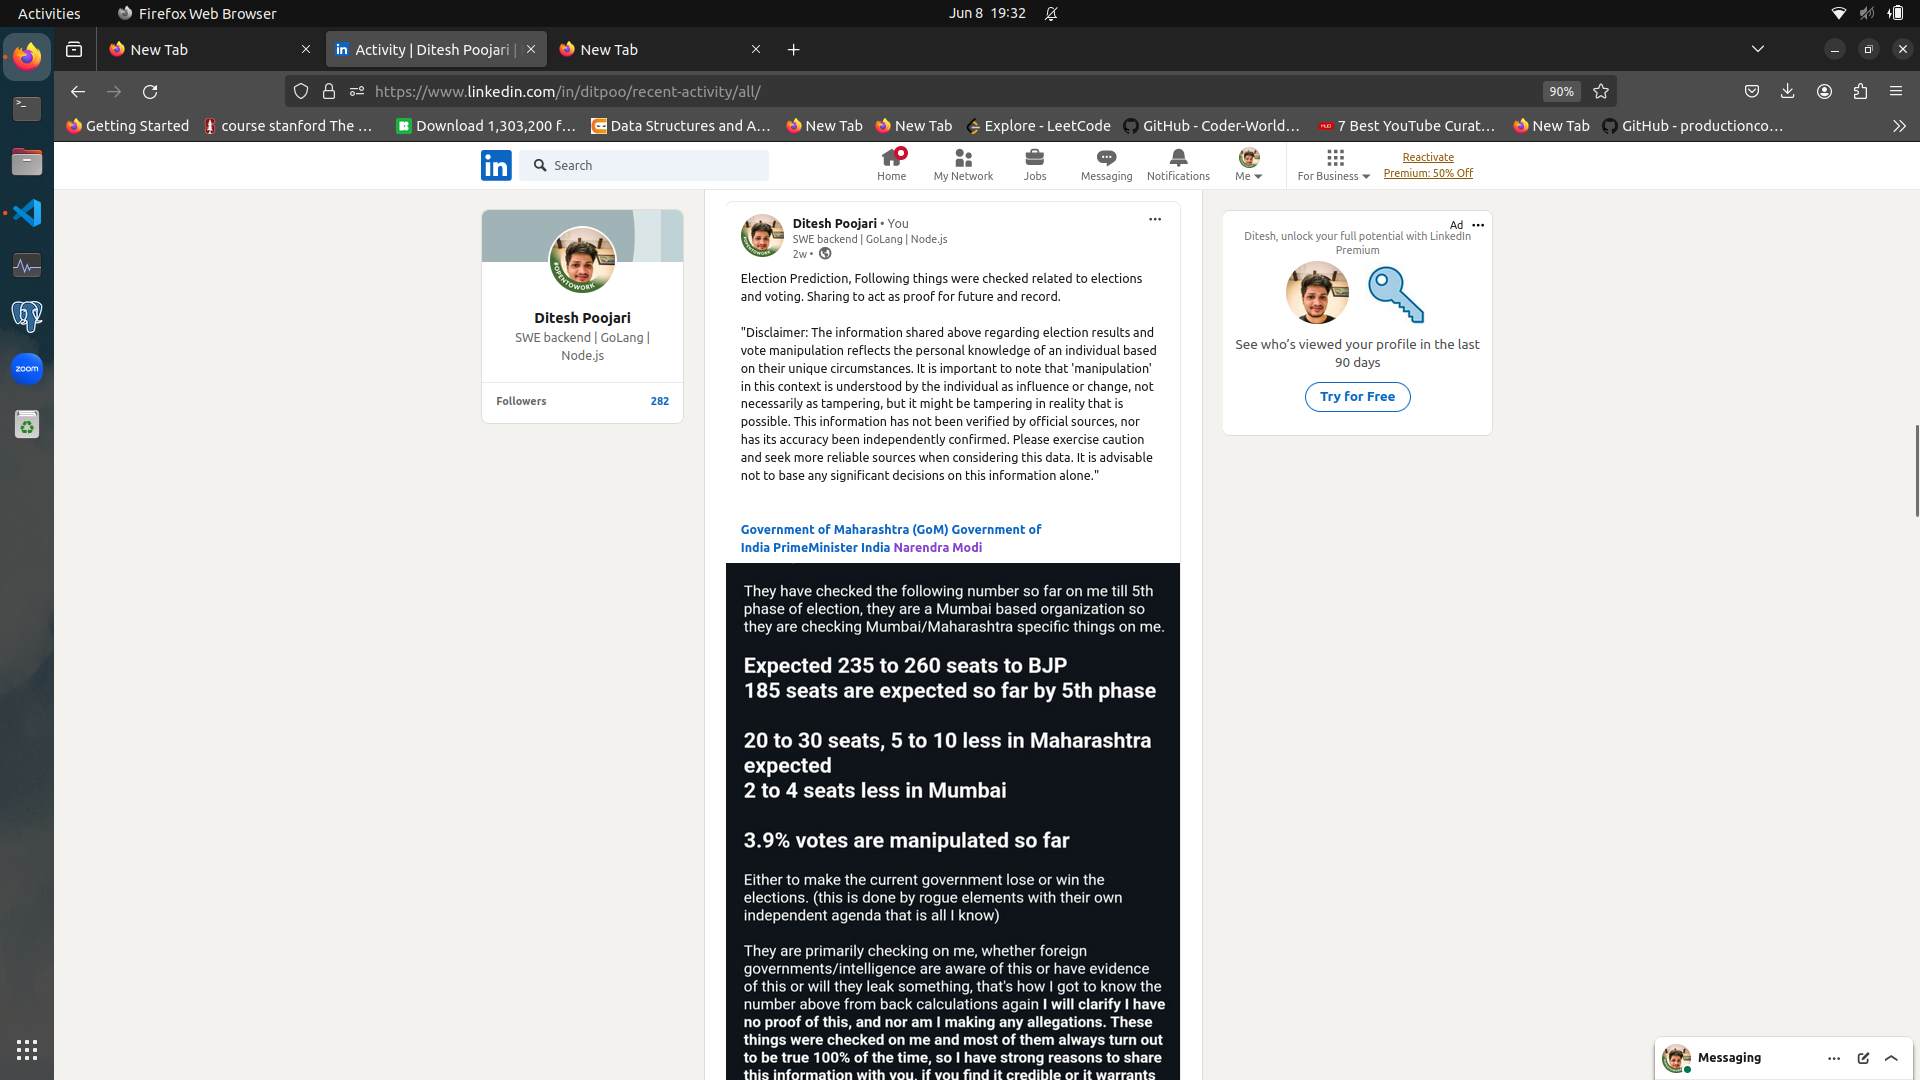 Activities
Firefox Web Browser
Jun 8 19:32
New Tab
Activity | Ditesh Poojari |
New Tab
https://www.linkedin.com/in/ditpoo/recent-activity/all/
90%
Getting Started
course stanford The ...
Download 1,303,200 f...
Data Structures and A...
New Tab
New Tab
Explore - LeetCode
GitHub - Coder-World...
7 Best YouTube Curat...
New Tab
GitHub - productionco...
in
Search
Home
My Network
Jobs
Messaging
Notifications
Me
For Business
Reactivate
Premium: 50% Off
#OPENTOWORK
Ditesh Poojari
SWE backend | GoLang |
Node.js
Followers 282
zoom
Ditesh Poojari • You
SWE backend | GoLang | Node.js
2w •
Election Prediction, Following things were checked related to elections
and voting. Sharing to act as proof for future and record.
"Disclaimer: The information shared above regarding election results and
vote manipulation reflects the personal knowledge of an individual based
on their unique circumstances. It is important to note that 'manipulation'
in this context is understood by the individual as influence or change, not
necessarily as tampering, but it might be tampering in reality that is
possible. This information has not been verified by official sources, nor
has its accuracy been independently confirmed. Please exercise caution
and seek more reliable sources when considering this data. It is advisable
not to base any significant decisions on this information alone."
Government of Maharashtra (GoM) Government of
India PrimeMinister India Narendra Modi
They have checked the following number so far on me till 5th
phase of election, they are a Mumbai based organization so
they are checking Mumbai/Maharashtra specific things on me.
Expected 235 to 260 seats to BJP
185 seats are expected so far by 5th phase
20 to 30 seats, 5 to 10 less in Maharashtra
expected
2 to 4 seats less in Mumbai
3.9% votes are manipulated so far
Either to make the current government lose or win the
elections. (this is done by rogue elements with their own
independent agenda that is all I know)
They are primarily checking on me, whether foreign
governments/intelligence are aware of this or have evidence
of this or will they leak something, that's how I got to know the
number above from back calculations again I will clarify I have
no proof of this, and nor am I making any allegations. These
things were checked on me and most of them always turn out
to be true 100% of the time, so I have strong reasons to share
this information with you, if you find it credible or it warrants
Ad
Ditesh, unlock your full potential with LinkedIn
Premium
See who's viewed your profile in the last
90 days
Try for Free
Messaging